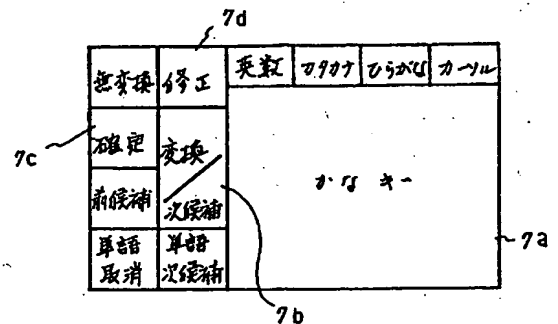 7d
無変換 修正 英数 カタカナ ひらがな カーソル
7c
確定 変換
かなキー
前候補 次候補
7a
単語取消 単語次候補
7b